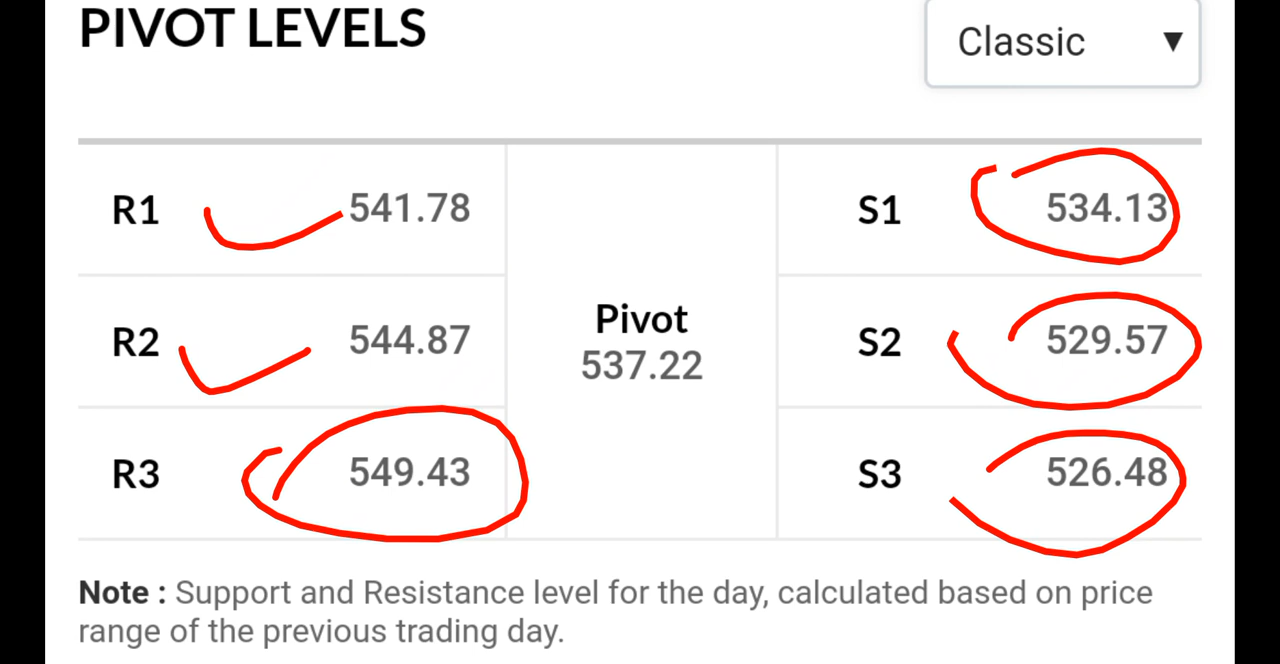 PIVOT LEVELS
Classic
R1 541.78
S1 534.13
R2 544.87
Pivot
537.22
S2 529.57
R3 549.43
S3 526.48
Note : Support and Resistance level for the day, calculated based on price
range of the previous trading day.